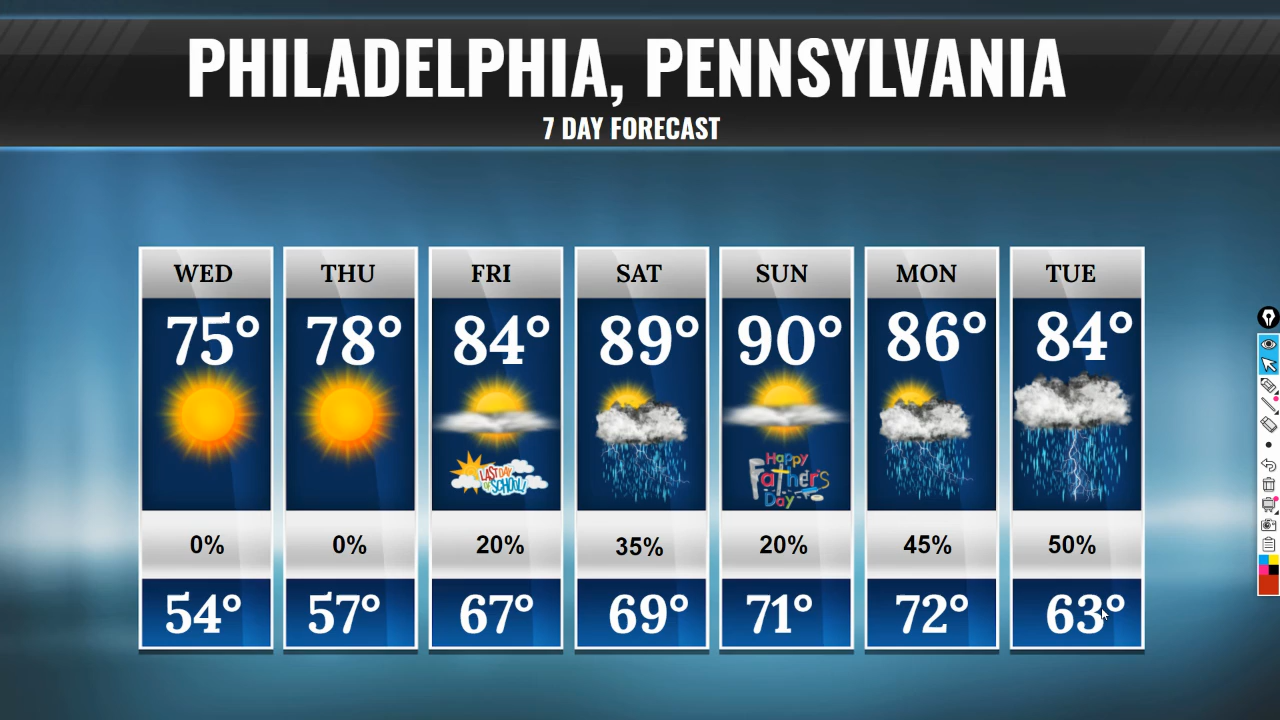 PHILADELPHIA, PENNSYLVANIA
7 DAY FORECAST
WED THU FRI SAT SUN MON TUE
75° 78° 84° 89° 90° 86° 84°
LAST DAY
OF SCHOOL!
Happy
Father's
Day
0% 0% 20% 35% 20% 45% 50%
54° 57° 67° 69° 71° 72° 63°